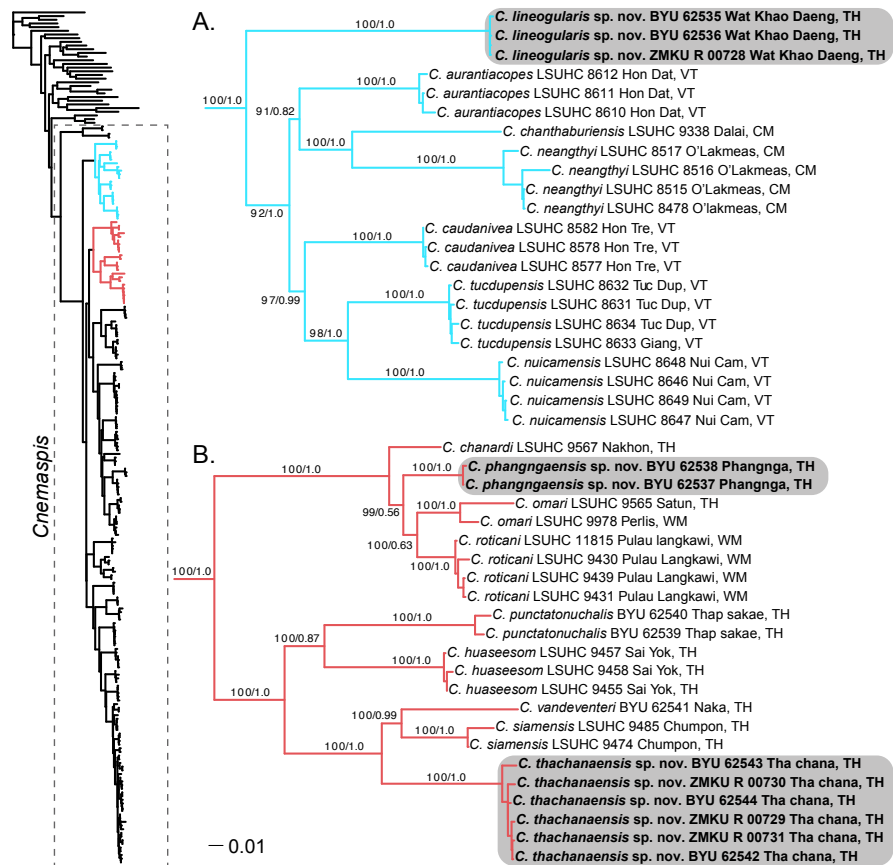 A.
C. lineogularis sp. nov. BYU 62535 Wat Khao Daeng, TH
C. lineogularis sp. nov. BYU 62536 Wat Khao Daeng, TH
C. lineogularis sp. nov. ZMKU R 00728 Wat Khao Daeng, TH
100/1.0
C. aurantiacopes LSUHC 8612 Hon Dat, VT
C. aurantiacopes LSUHC 8611 Hon Dat, VT
C. aurantiacopes LSUHC 8610 Hon Dat, VT
100/1.0
100/1.0
91/0.82
C. chanthaburiensis LSUHC 9338 Dalai, CM
C. neangthyi LSUHC 8517 O'Lakmeas, CM
C. neangthyi LSUHC 8516 O'Lakmeas, CM
C. neangthyi LSUHC 8515 O'Lakmeas, CM
C. neangthyi LSUHC 8478 O'lakmeas, CM
100/1.0
100/1.0
92/1.0
C. caudanivea LSUHC 8582 Hon Tre, VT
C. caudanivea LSUHC 8578 Hon Tre, VT
C. caudanivea LSUHC 8577 Hon Tre, VT
100/1.0
97/0.99
C. tucdupensis LSUHC 8632 Tuc Dup, VT
C. tucdupensis LSUHC 8631 Tuc Dup, VT
C. tucdupensis LSUHC 8634 Tuc Dup, VT
C. tucdupensis LSUHC 8633 Giang, VT
100/1.0
98/1.0
C. nuicamensis LSUHC 8648 Nui Cam, VT
C. nuicamensis LSUHC 8646 Nui Cam, VT
C. nuicamensis LSUHC 8649 Nui Cam, VT
C. nuicamensis LSUHC 8647 Nui Cam, VT
100/1.0
B.
C. chanardi LSUHC 9567 Nakhon, TH
C. phangngaensis sp. nov. BYU 62538 Phangnga, TH
C. phangngaensis sp. nov. BYU 62537 Phangnga, TH
100/1.0
100/1.0
C. omari LSUHC 9565 Satun, TH
C. omari LSUHC 9978 Perlis, WM
100/1.0
99/0.56
C. roticani LSUHC 11815 Pulau langkawi, WM
C. roticani LSUHC 9430 Pulau Langkawi, WM
C. roticani LSUHC 9439 Pulau Langkawi, WM
C. roticani LSUHC 9431 Pulau Langkawi, WM
100/0.63
100/1.0
100/1.0
C. punctatonuchalis BYU 62540 Thap sakae, TH
C. punctatonuchalis BYU 62539 Thap sakae, TH
100/1.0
100/0.87
C. huaseesom LSUHC 9457 Sai Yok, TH
C. huaseesom LSUHC 9458 Sai Yok, TH
C. huaseesom LSUHC 9455 Sai Yok, TH
100/1.0
100/1.0
C. vandeventeri BYU 62541 Naka, TH
C. siamensis LSUHC 9485 Chumpon, TH
C. siamensis LSUHC 9474 Chumpon, TH
100/0.99
100/1.0
C. thachanaensis sp. nov. BYU 62543 Tha chana, TH
C. thachanaensis sp. nov. ZMKU R 00730 Tha chana, TH
C. thachanaensis sp. nov. BYU 62544 Tha chana, TH
C. thachanaensis sp. nov. ZMKU R 00729 Tha chana, TH
C. thachanaensis sp. nov. ZMKU R 00731 Tha chana, TH
C. thachanaensis sp. nov. BYU 62542 Tha chana, TH
100/1.0
Cnemaspis
0.01